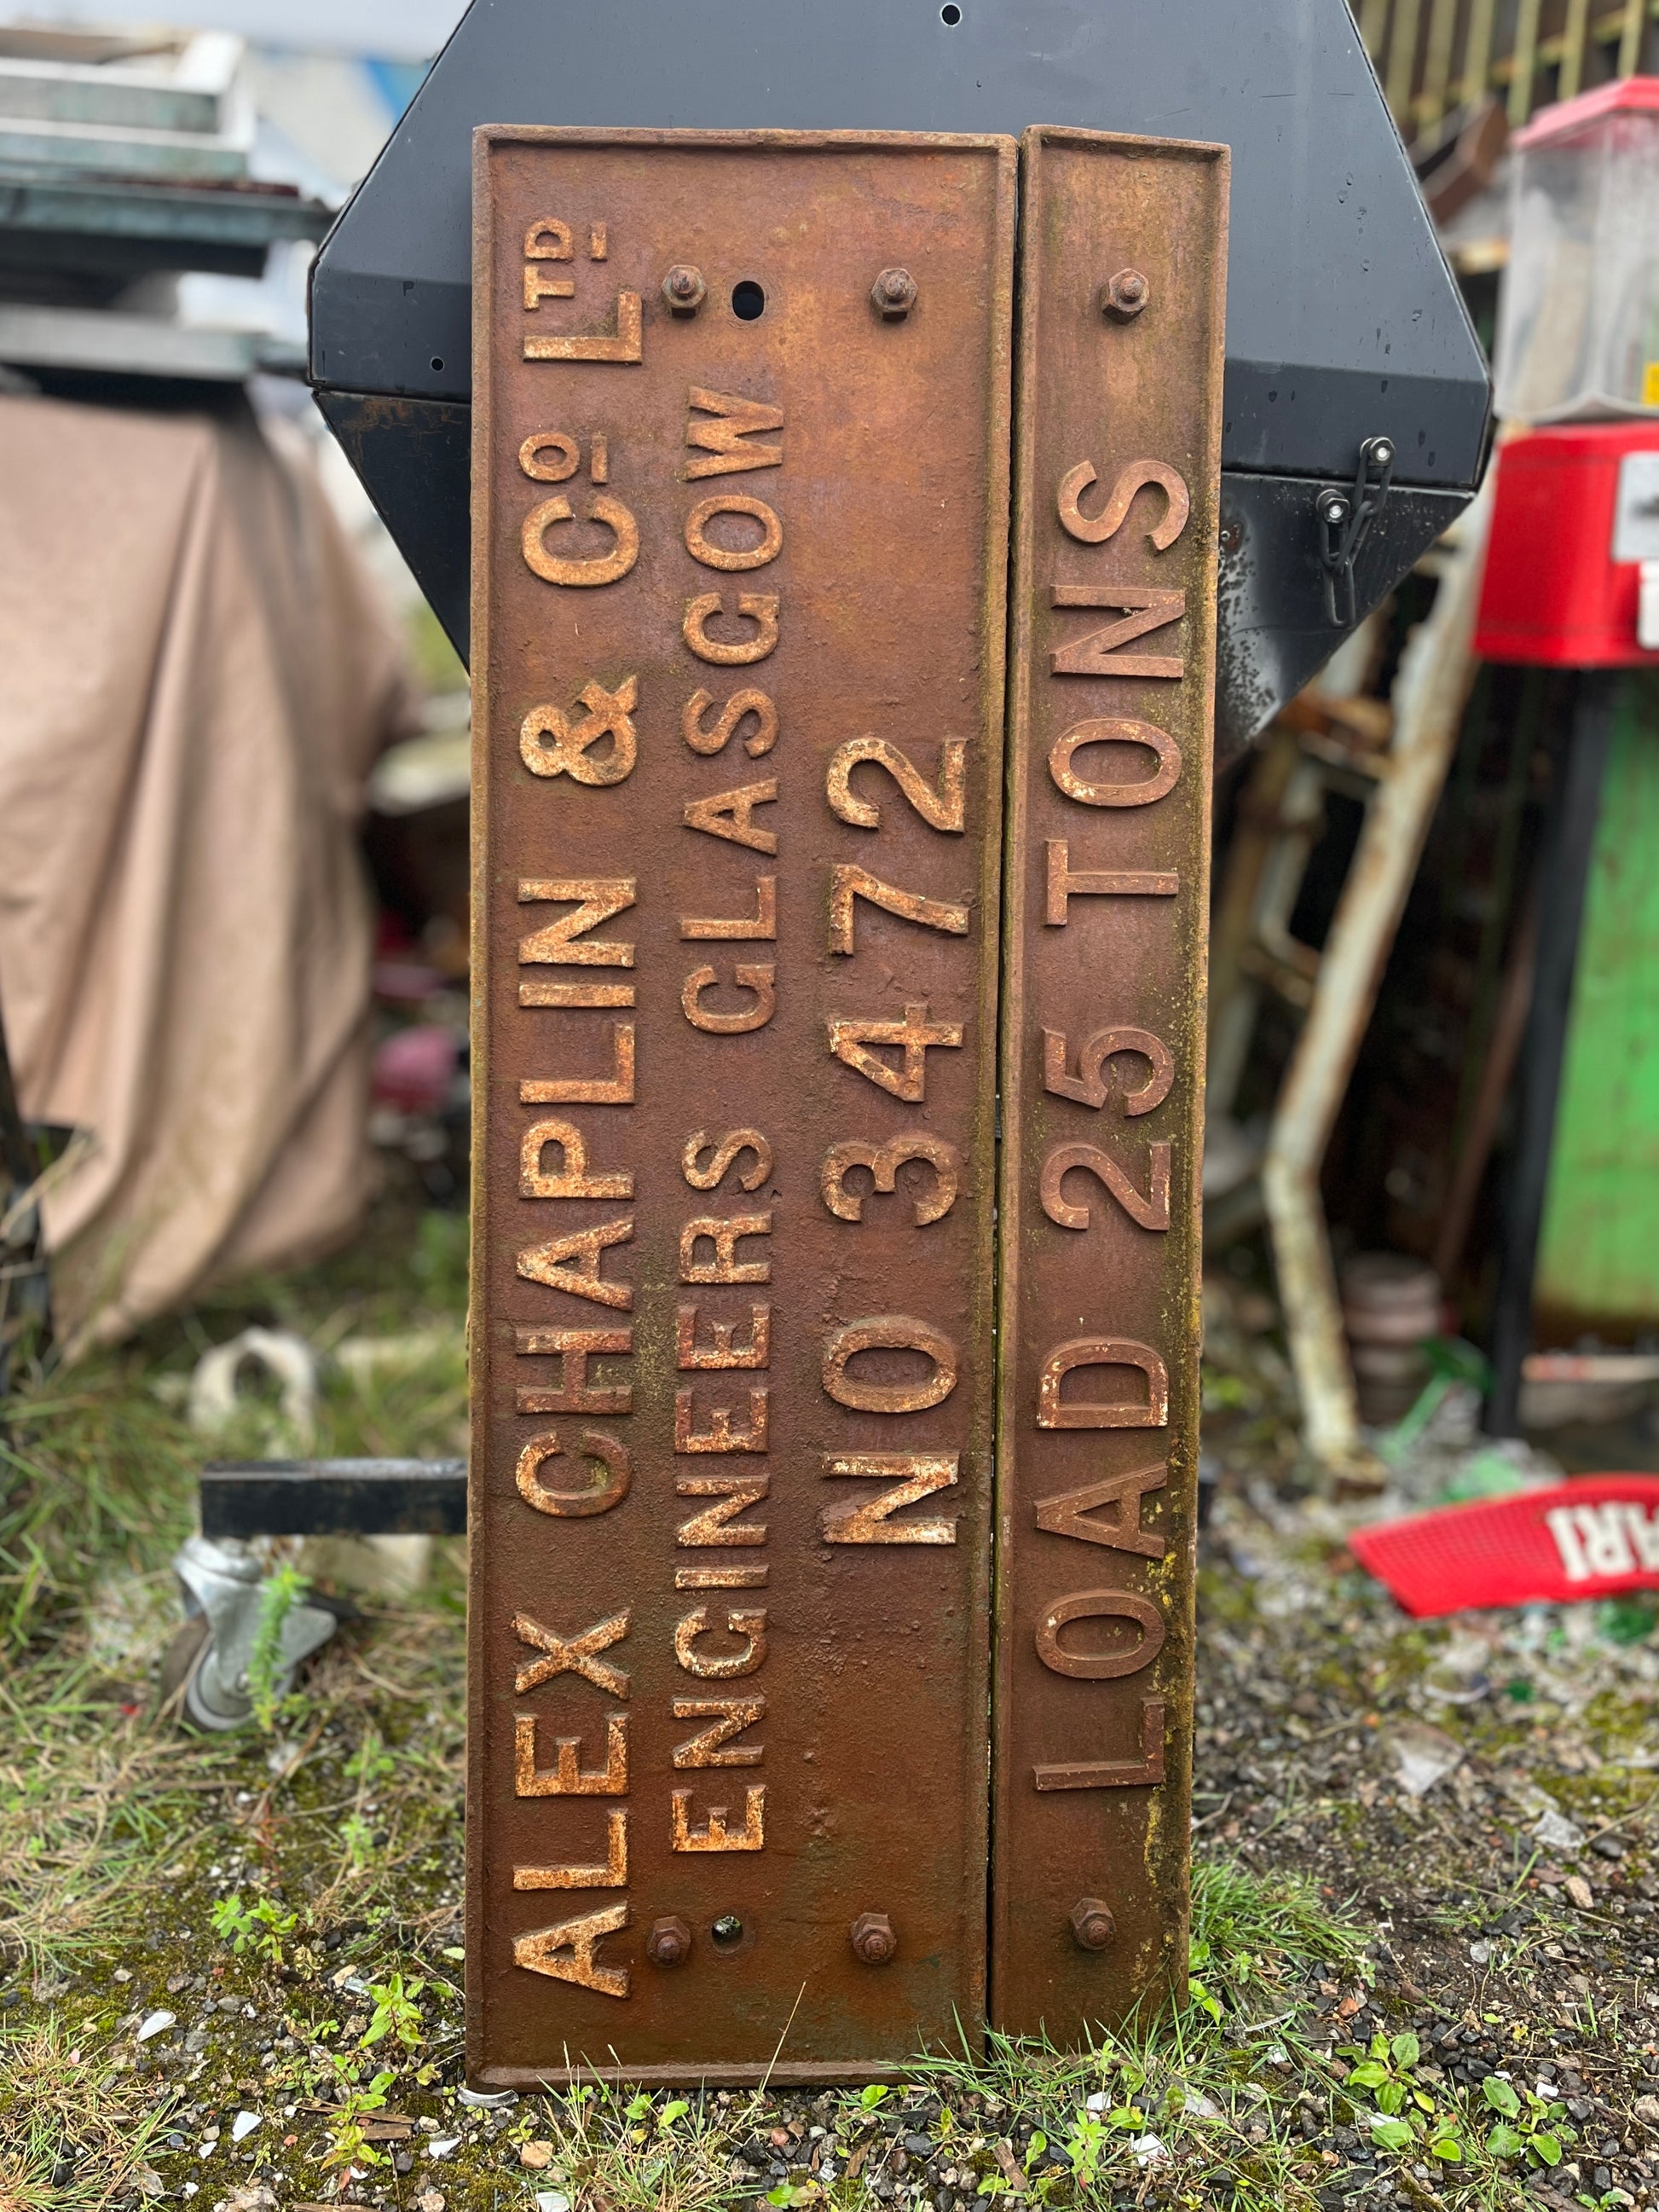 ALEX CHAPLIN & Cº LTD
ENGINEERS GLASGOW
NO 3472
LOAD 25 TONS